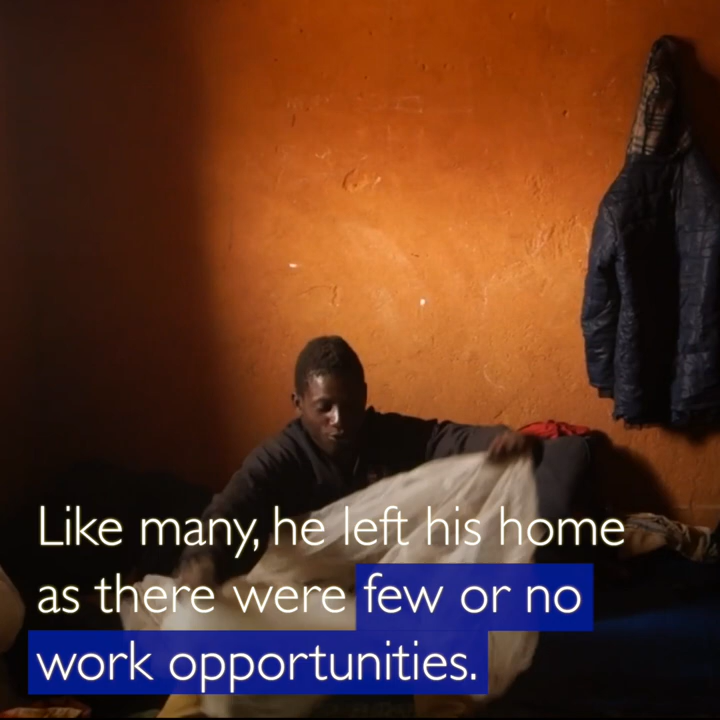 Like many, he left his home
as there were few or no
work opportunities.